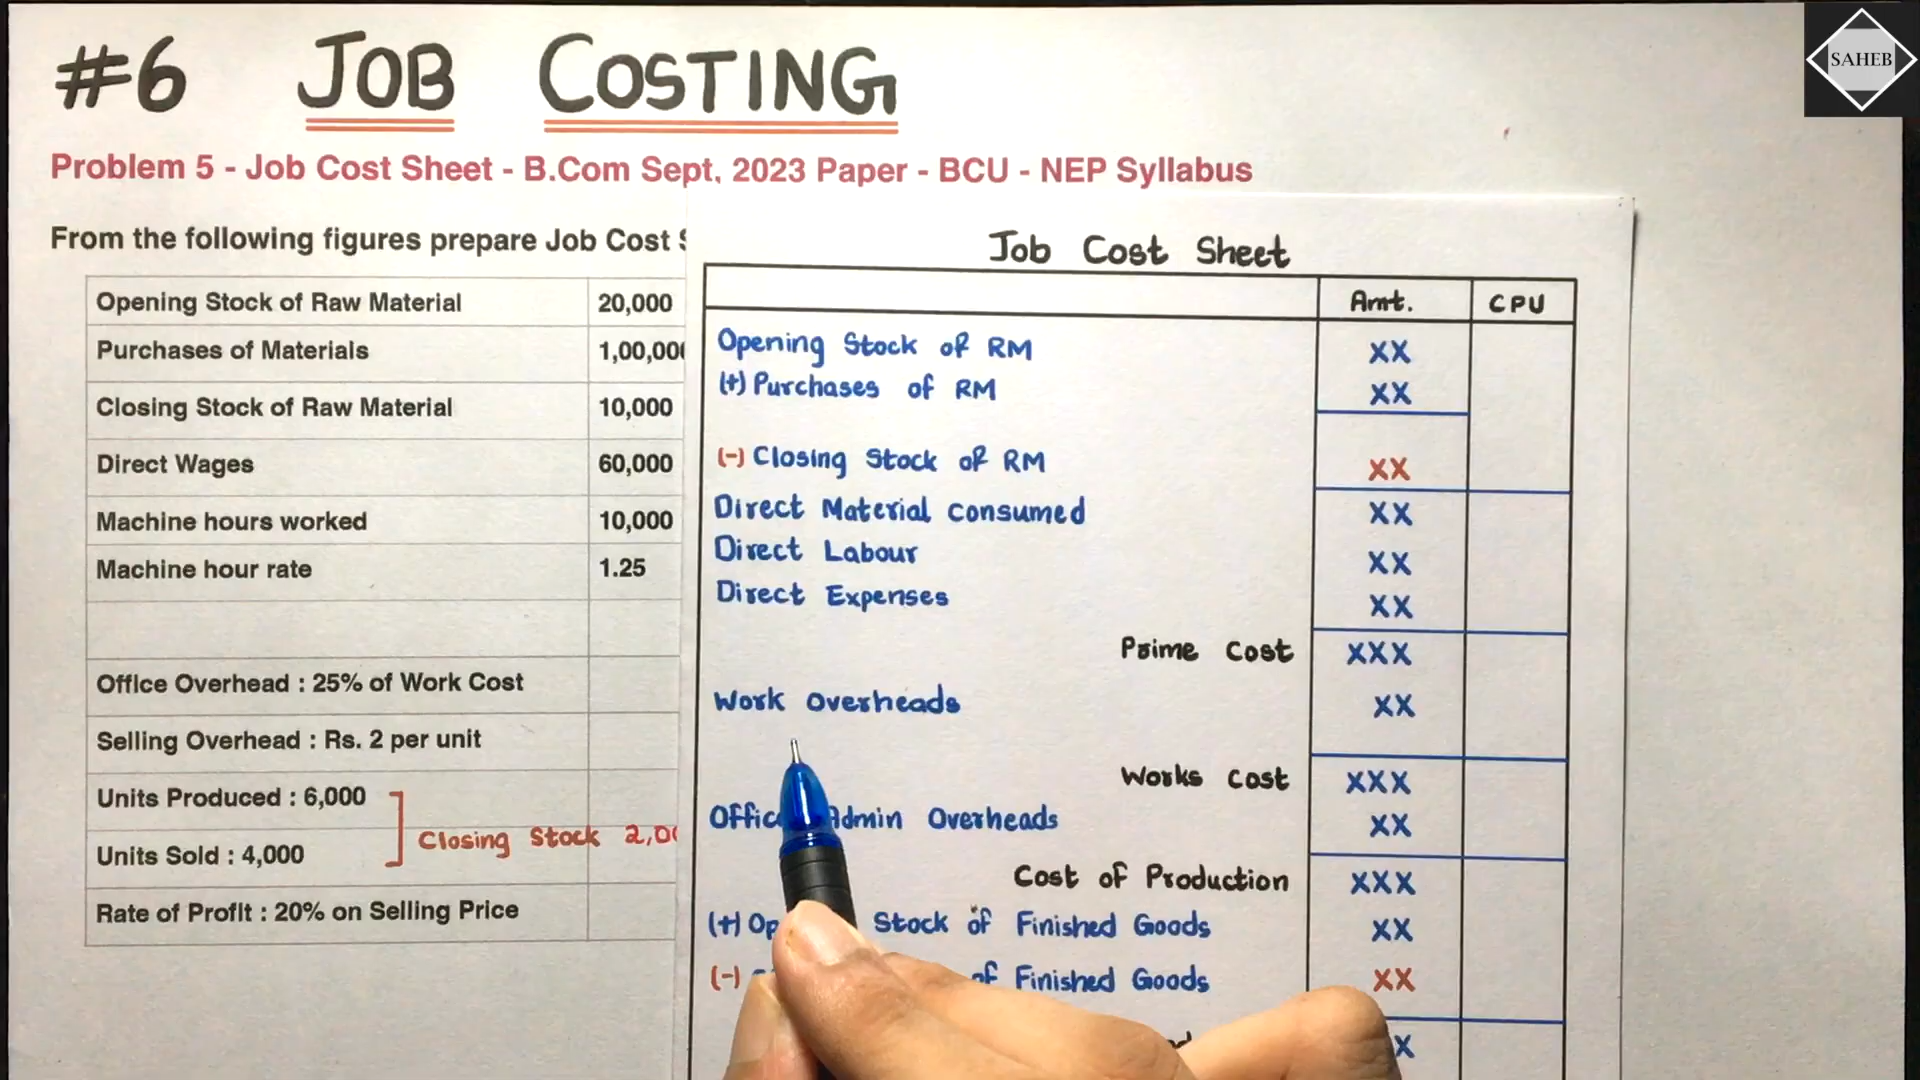 SAHEB
#6 JOB COSTING
Problem 5 - Job Cost Sheet - B.Com Sept, 2023 Paper - BCU - NEP Syllabus
From the following figures prepare Job Cost
Opening Stock of Raw Material 20,000
Purchases of Materials
Closing Stock of Raw Material 10,000
Direct Wages 60,000
Machine hours worked 10,000
Machine hour rate 1.25
Office Overhead : 25% of Work Cost
Selling Overhead : Rs. 2 per unit
Units Produced : 6,000
Closing Stock
Units Sold : 4,000
Rate of Profit : 20% on Selling Price
Job Cost Sheet
Amt. CPU
Opening Stock of RM XX
(+) Purchases of RM XX
(-) Closing Stock of RM XX
Direct Material consumed XX
Direct Labour XX
Direct Expenses XX
Prime Cost XXX
Work Overheads XX
Works Cost XXX
Admin Overheads XX
Cost of Production XXX
(+) Stock of Finished Goods XX
(-) of Finished Goods XX